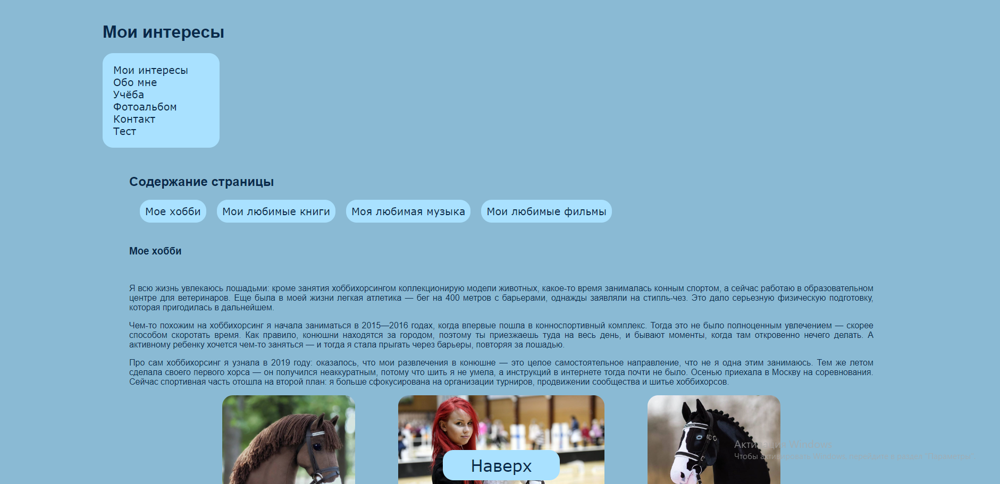 Мои интересы
Мои интересы
Обо мне
Учёба
Фотоальбом
Контакт
Тест
Содержание страницы
Мое хобби
Мои любимые книги
Моя любимая музыка
Мои любимые фильмы
Мое хобби
Я всю жизнь увлекаюсь лошадьми: кроме занятия хоббихорсингом коллекционирую модели животных, какое-то время занималась конным спортом, а сейчас работаю в образовательном
центре для ветеринаров. Еще была в моей жизни легкая атлетика — бег на 400 метров с барьерами, однажды заявляли на стипль-чез. Это дало серьезную физическую подготовку,
которая пригодилась в дальнейшем.
Чем-то похожим на хоббихорсинг я начала заниматься в 2015—2016 годах, когда впервые пошла в конноспортивный комплекс. Тогда это не было полноценным увлечением — скорее
способом скоротать время. Как правило, конюшни находятся за городом, поэтому ты приезжаешь туда на весь день, и бывают моменты, когда там откровенно нечего делать. А
активному ребенку хочется чем-то заняться — и тогда я стала прыгать через барьеры, повторяя за лошадью.
Про сам хоббихорсинг я узнала в 2019 году: оказалось, что мои развлечения в конюшне — это целое самостоятельное направление, что не я одна этим занимаюсь. Тем же летом
сделала своего первого хорса — он получился неаккуратным, потому что шить я не умела, а инструкций в интернете тогда почти не было. Осенью приехала в Москву на соревнования.
Сейчас спортивная часть отошла на второй план: я больше сфокусирована на организации турниров, продвижении сообщества и шитье хоббихорсов.
Активация Windows
Чтобы активировать Windows, перейдите в раздел "Параметры".
Наверх